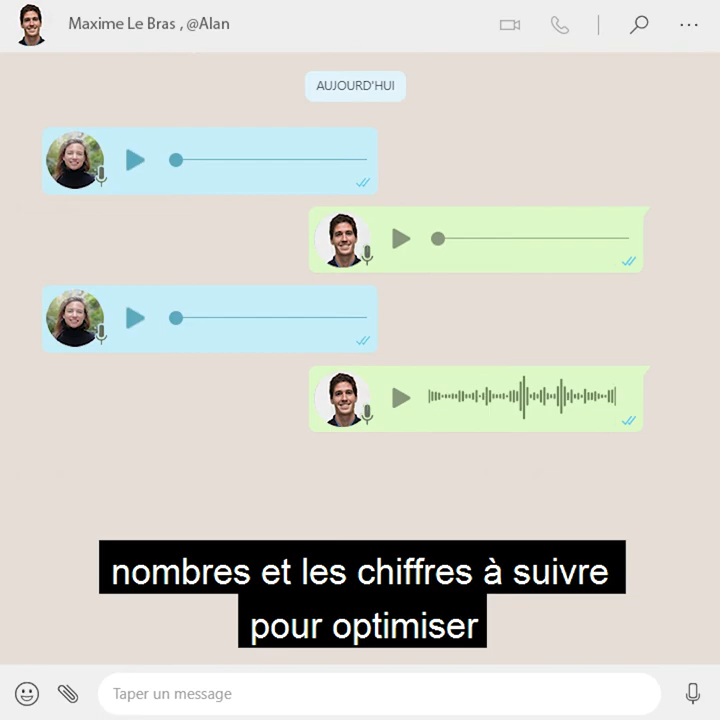 Maxime Le Bras , @Alan
AUJOURD'HUI
nombres et les chiffres à suivre
pour optimiser
Taper un message